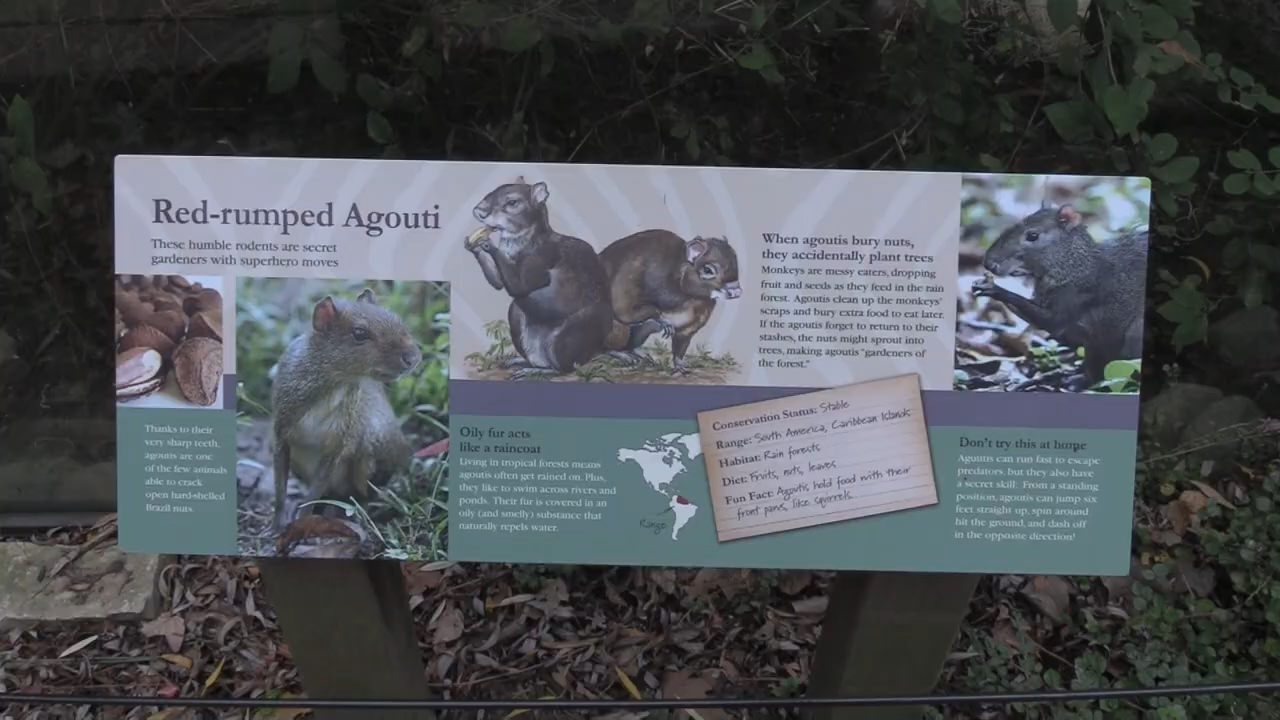 Red-rumped Agouti
These humble rodents are secret
gardeners with superhero moves
Thanks to their
very sharp teeth,
agoutis are one
of the few animals
able to crack
open hard-shelled
Brazil nuts.
Oily fur acts
like a raincoat
Living in tropical forests means
agoutis often get rained on. Plus,
they like to swim across rivers and
ponds. Their fur is covered in an
oily (and smelly) substance that
naturally repels water.
Range
When agoutis bury nuts,
they accidentally plant trees
Monkeys are messy eaters, dropping
fruit and seeds as they feed in the rain
forest. Agoutis clean up the monkeys'
scraps and bury extra food to eat later.
If the agoutis forget to return to their
stashes, the nuts might sprout into
trees, making agoutis "gardeners of
the forest."
Conservation Status: Stable
Range: South America, Caribbean Islands
Habitat: Rain forests
Diet: Fruits, nuts, leaves
Fun Fact: Agoutis hold food with their
front paws, like squirrels.
Don't try this at home
Agoutis can run fast to escape
predators, but they also have
a secret skill: From a standing
position, agoutis can jump six
feet straight up, spin around
hit the ground, and dash off
in the opposite direction!